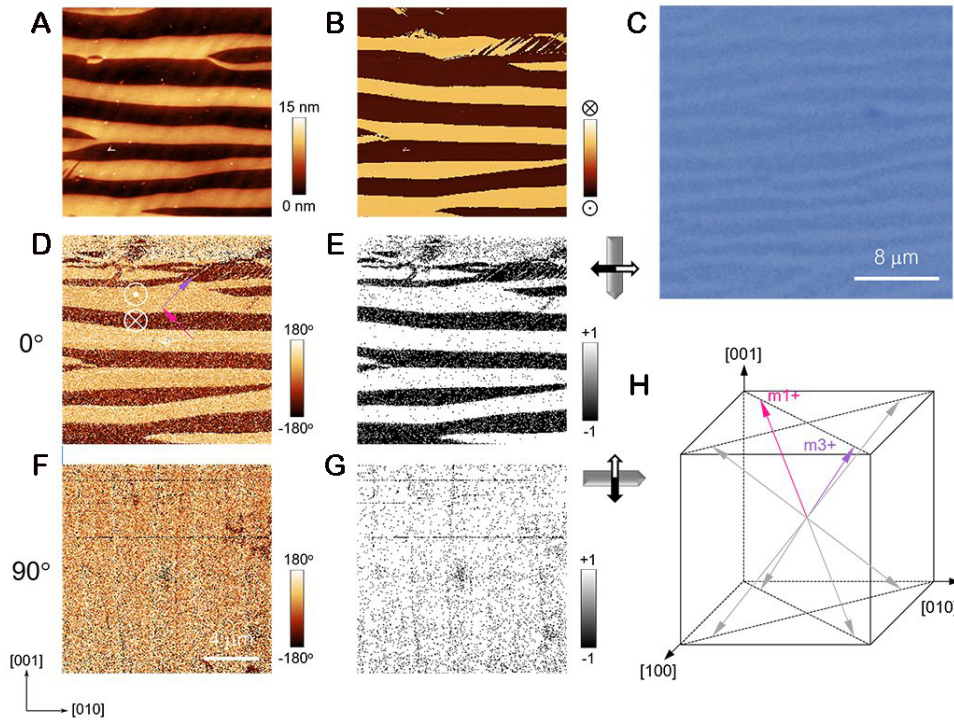 A
15 nm
0 nm
B
⊗
⊙
C
8 μm
D
0°
180°
-180°
E
+1
-1
F
90°
180°
-180°
4 μm
G
+1
-1
H
[001]
m1+
m3+
[010]
[100]
[001]
[010]